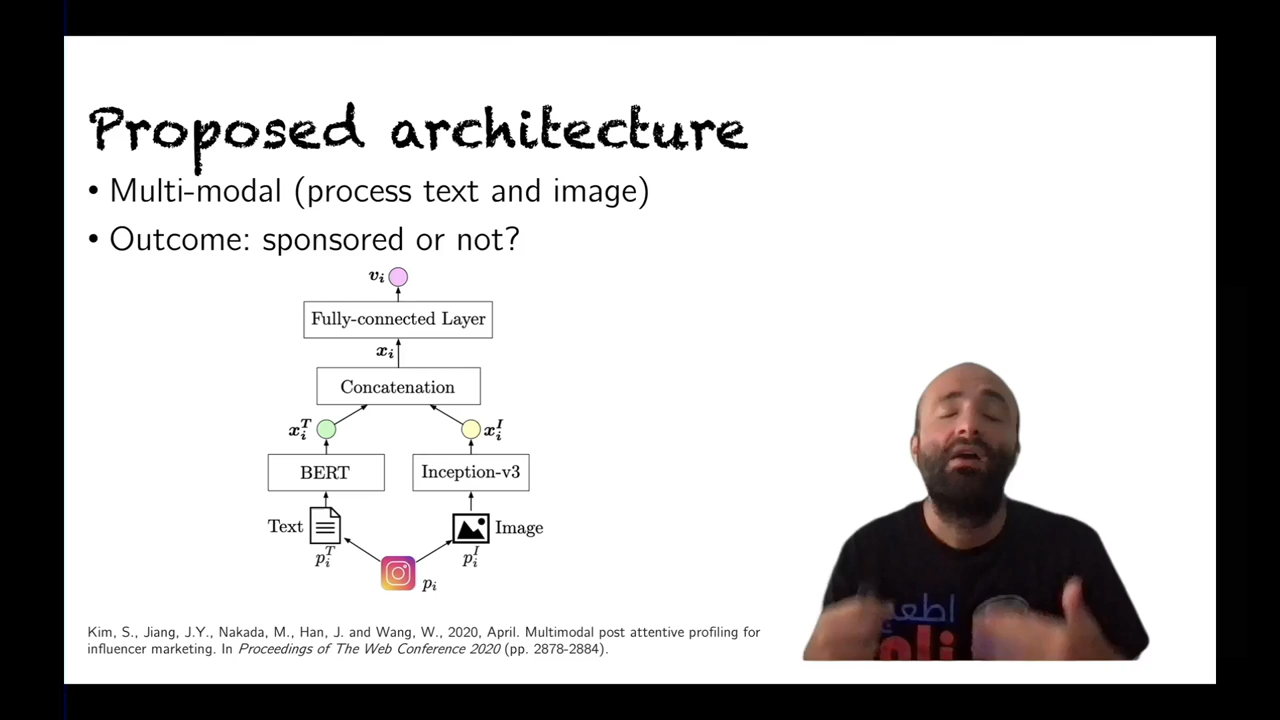 Proposed architecture
• Multi-modal (process text and image)
• Outcome: sponsored or not?
v_i
Fully-connected Layer
x_i
Concatenation
x_i^T
x_i^I
BERT
Inception-v3
Text
Image
p_i^T
p_i^I
p_i
Kim, S., Jiang, J.Y., Nakada, M., Han, J. and Wang, W., 2020, April. Multimodal post attentive profiling for
influencer marketing. In Proceedings of The Web Conference 2020 (pp. 2878-2884).